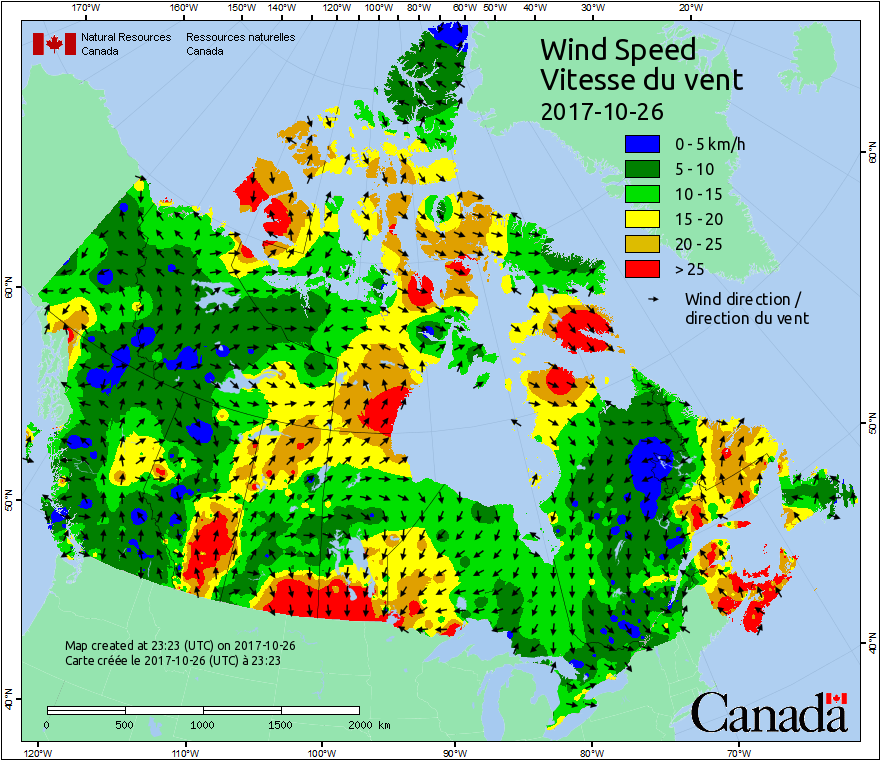 170°W 160°W 150°W 140°W 130°W 120°W 110°W 100°W 90°W 80°W 70°W 60°W 50°W 40°W 30°W 20°W
Natural Resources Canada
Ressources naturelles Canada
Wind Speed
Vitesse du vent
2017-10-26
0 - 5 km/h
5 - 10
10 - 15
15 - 20
20 - 25
> 25
Wind direction /
direction du vent
60°N
50°N
40°N
60°N
50°N
40°N
Map created at 23:23 (UTC) on 2017-10-26
Carte créée le 2017-10-26 (UTC) à 23:23
0 500 1000 1500 2000 km
Canada
120°W 110°W 100°W 90°W 80°W 70°W